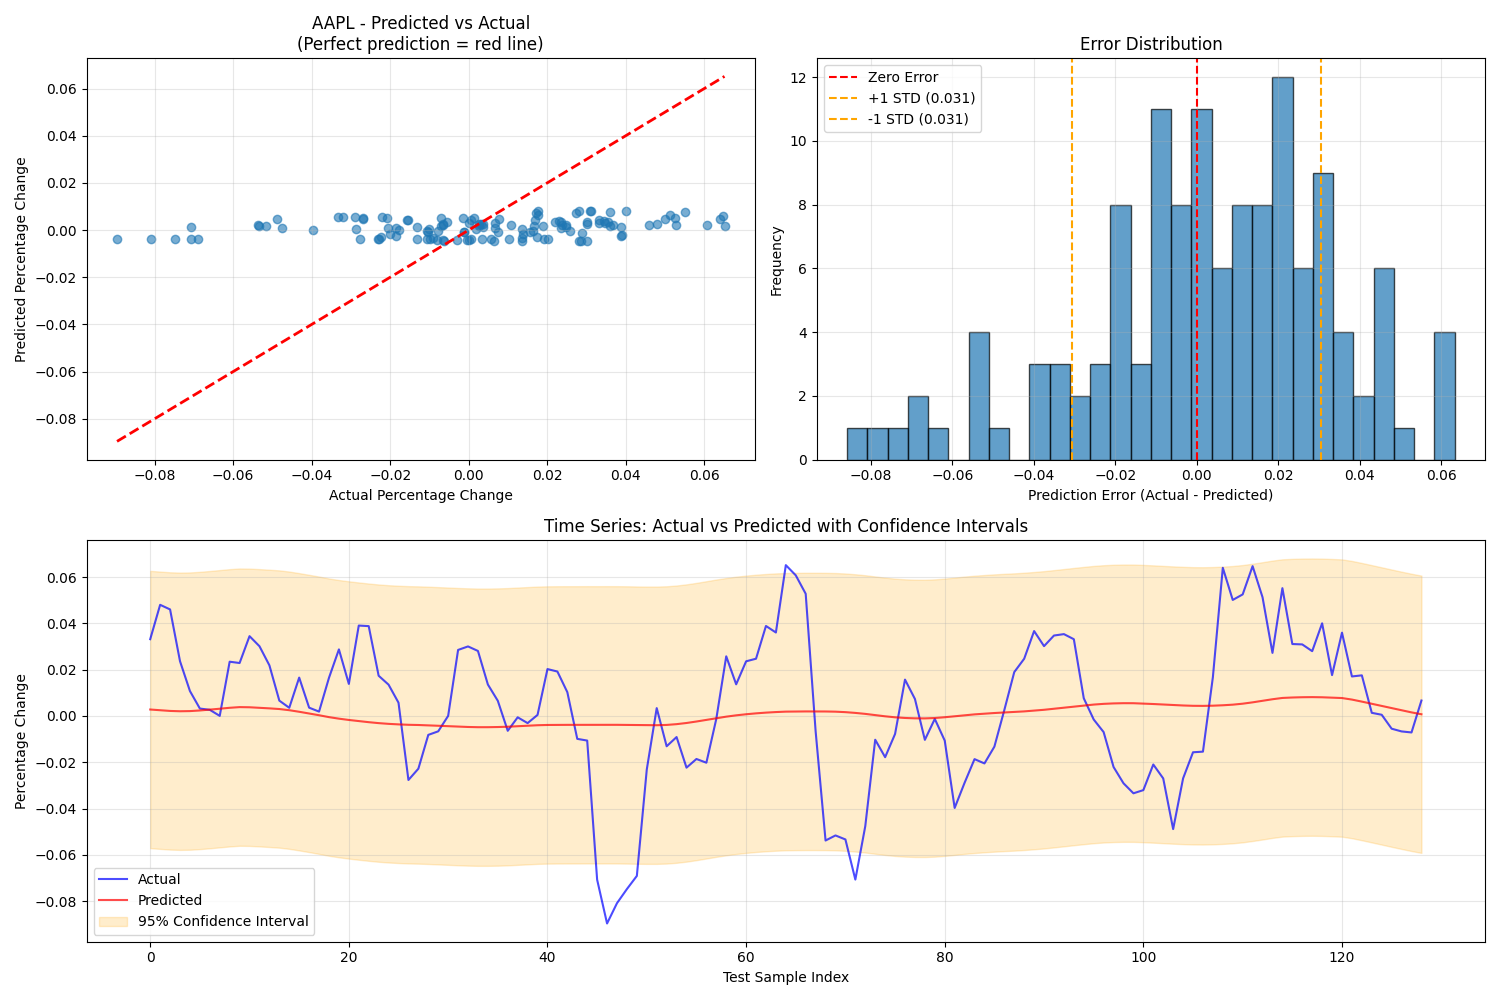 AAPL - Predicted vs Actual
(Perfect prediction = red line)
Predicted Percentage Change
0.06
0.04
0.02
0.00
−0.02
−0.04
−0.06
−0.08
−0.08 −0.06 −0.04 −0.02 0.00 0.02 0.04 0.06
Actual Percentage Change
Error Distribution
Zero Error
+1 STD (0.031)
-1 STD (0.031)
Frequency
12
10
8
6
4
2
0
−0.08 −0.06 −0.04 −0.02 0.00 0.02 0.04 0.06
Prediction Error (Actual - Predicted)
Time Series: Actual vs Predicted with Confidence Intervals
Percentage Change
0.06
0.04
0.02
0.00
−0.02
−0.04
−0.06
−0.08
Actual
Predicted
95% Confidence Interval
0 20 40 60 80 100 120
Test Sample Index